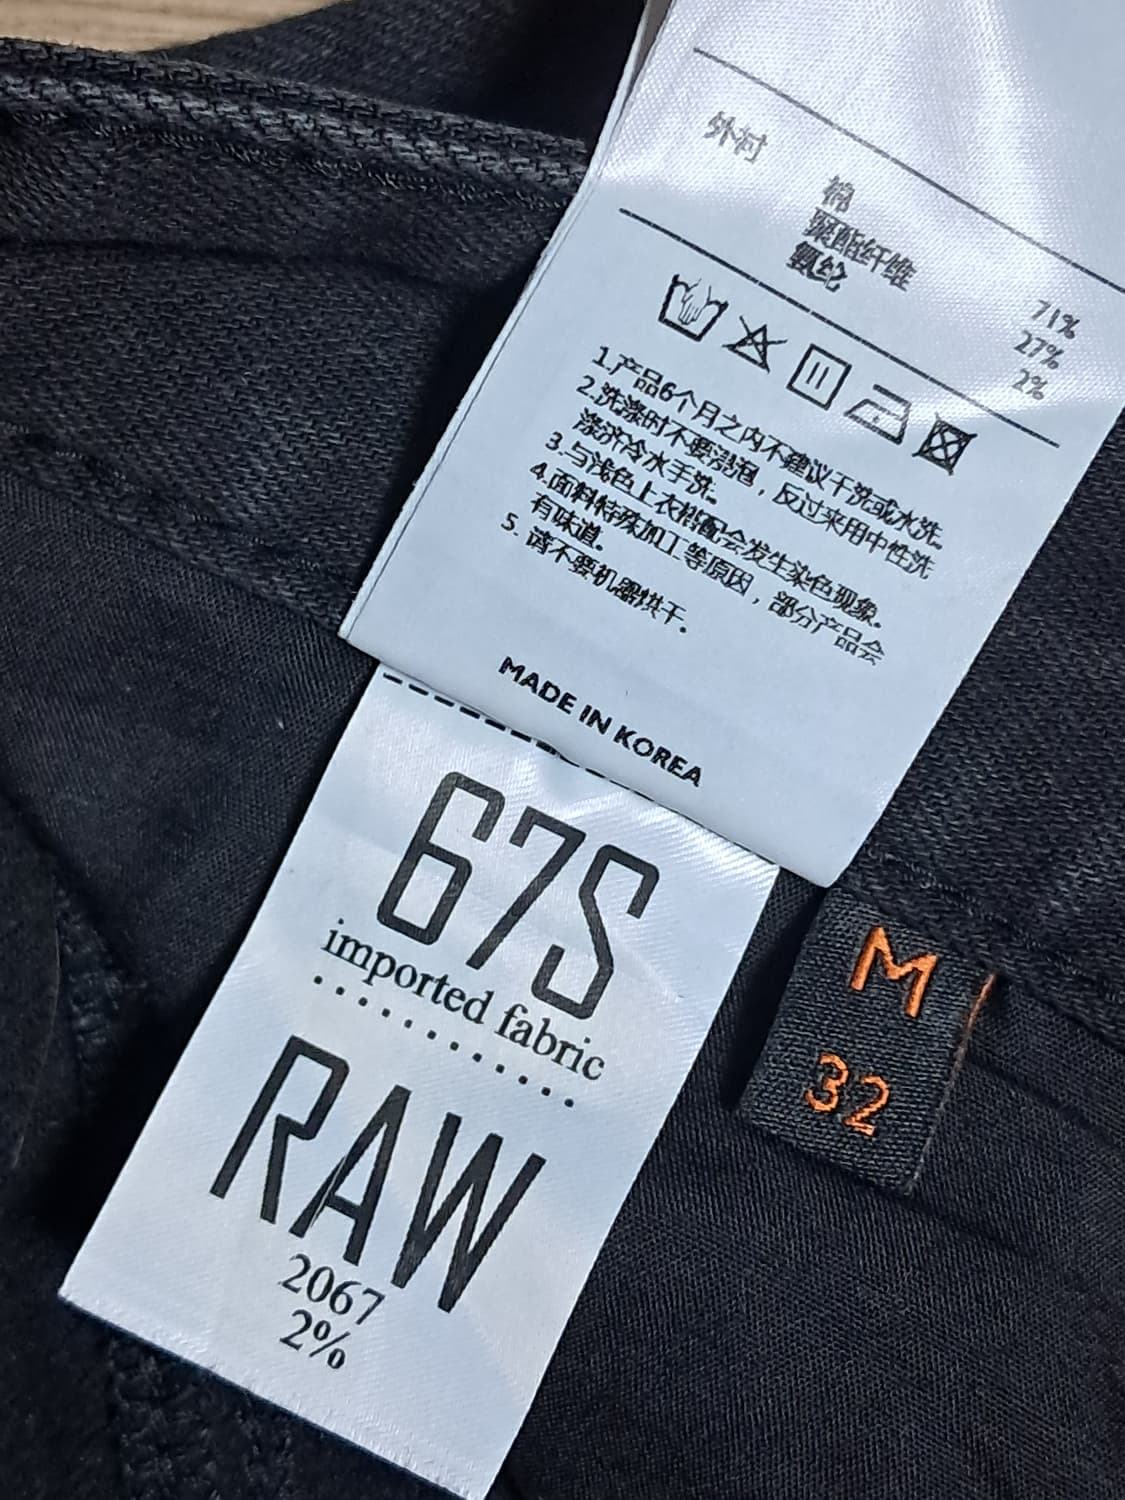 外衬
棉 71%
聚酯纤维 27%
氨纶 2%
1.产品6个月之内不建议干洗或水洗。
2.洗涤时不要浸泡，反过来用中性洗
涤济冷水手洗。
3.与浅色上衣搭配会发生染色现象。
4.面料特殊加工等原因，部分产品会
有味道。
5.请不要机器烘干.
MADE IN KOREA
67S
imported fabric
RAW
2067
2%
M
32